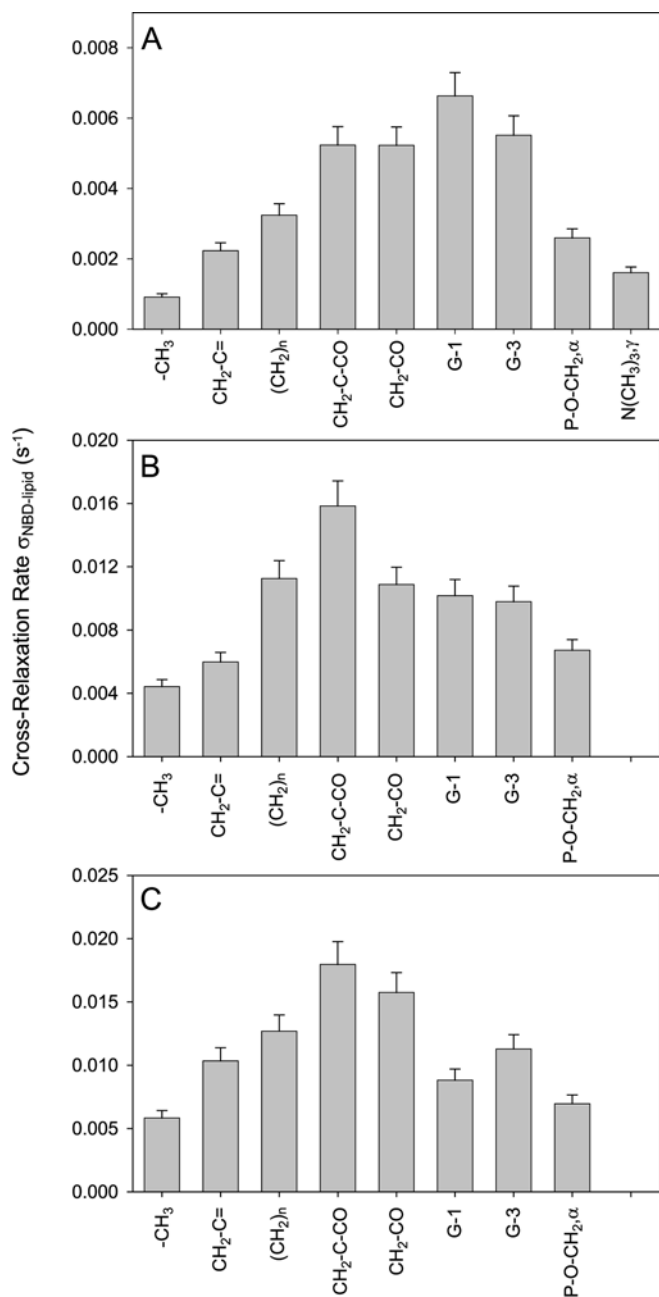 A
0.008
0.006
0.004
0.002
0.000
-CH₃
CH₂-C=
(CH₂)ₙ
CH₂-C-CO
CH₂-CO
G-1
G-3
P-O-CH₂,α
N(CH₃)₃,γ
Cross-Relaxation Rate σNBD-lipid (s⁻¹)
B
0.020
0.016
0.012
0.008
0.004
0.000
-CH₃
CH₂-C=
(CH₂)ₙ
CH₂-C-CO
CH₂-CO
G-1
G-3
P-O-CH₂,α
C
0.025
0.020
0.015
0.010
0.005
0.000
-CH₃
CH₂-C=
(CH₂)ₙ
CH₂-C-CO
CH₂-CO
G-1
G-3
P-O-CH₂,α